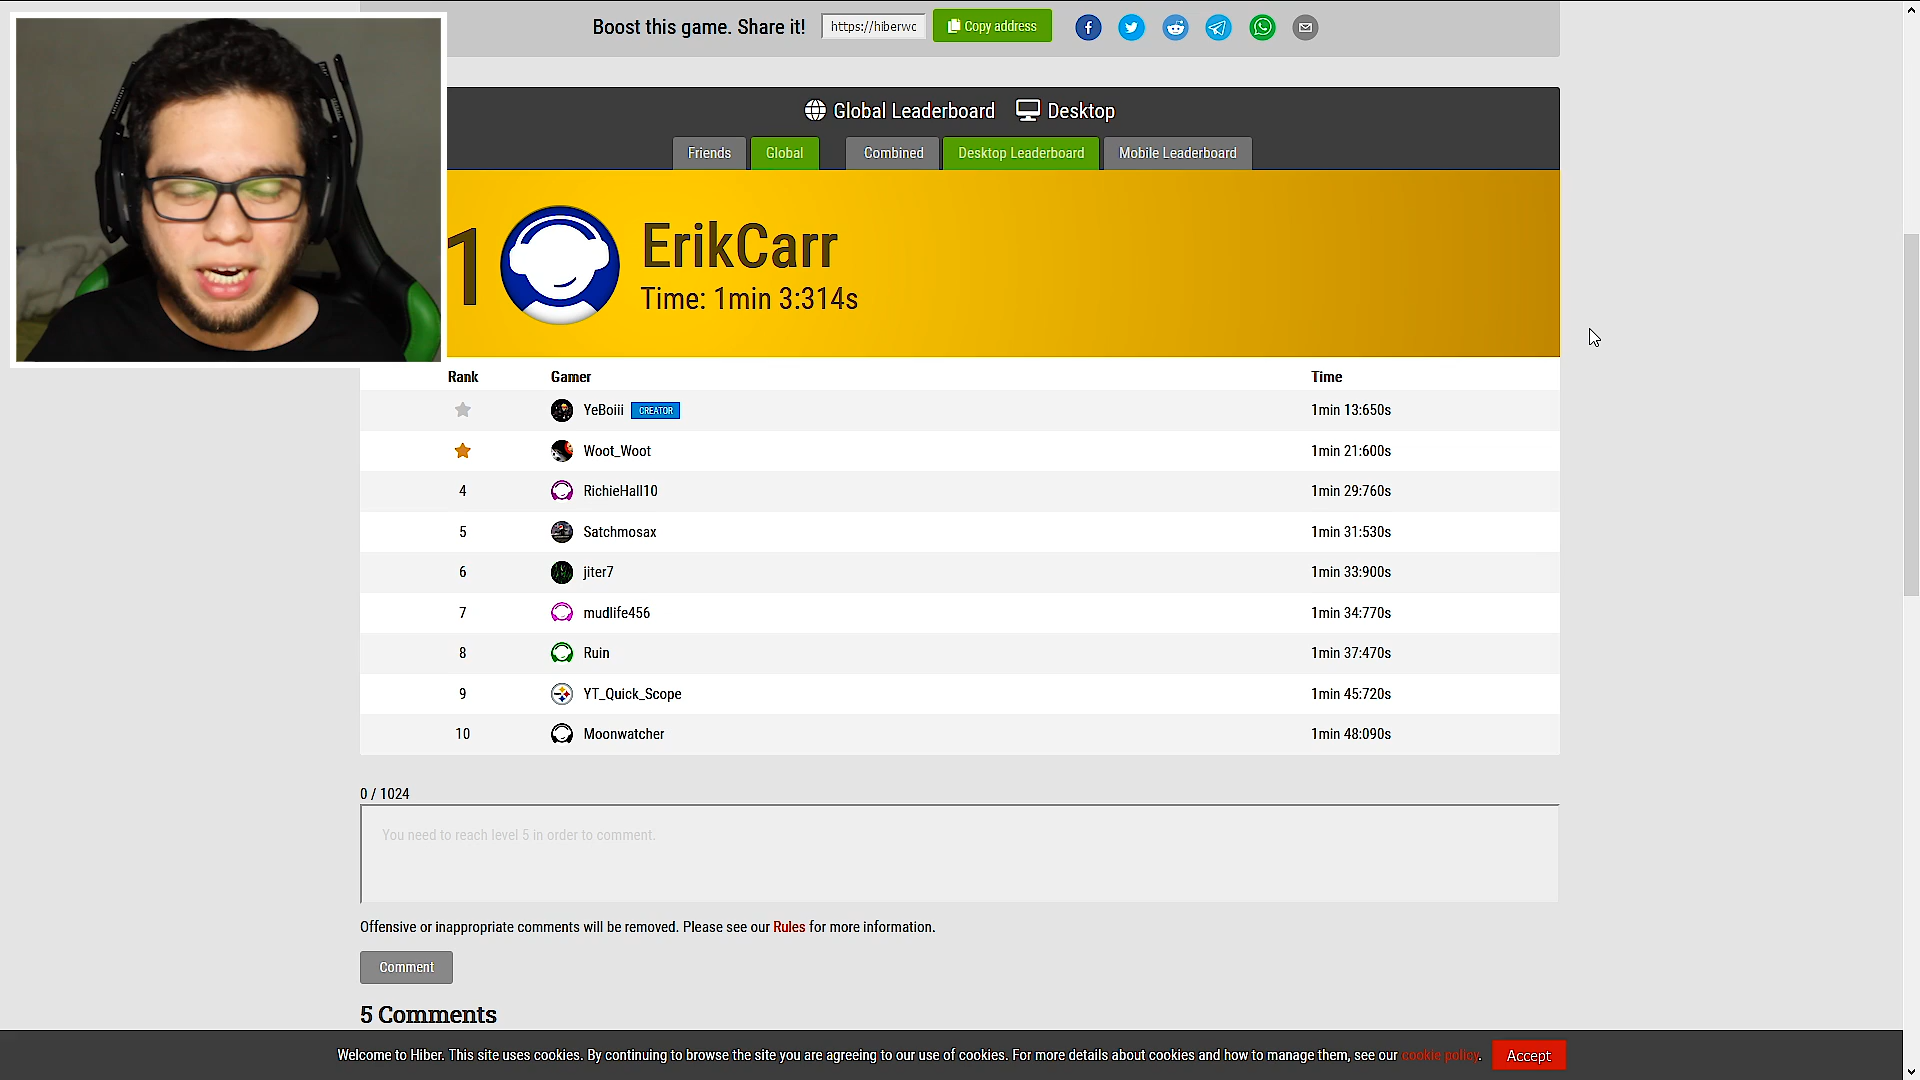 Boost this game. Share it! https://hiberwc Copy address
Global Leaderboard Desktop
Friends Global Combined Desktop Leaderboard Mobile Leaderboard
1 ErikCarr
Time: 1min 3:314s
Rank Gamer Time
YeBoiii CREATOR 1min 13:650s
Woot_Woot 1min 21:600s
4 RichieHall10 1min 29:760s
5 Satchmosax 1min 31:530s
6 jiter7 1min 33:900s
7 mudlife456 1min 34:770s
8 Ruin 1min 37:470s
9 YT_Quick_Scope 1min 45:720s
10 Moonwatcher 1min 48:090s
0 / 1024
You need to reach level 5 in order to comment.
Offensive or inappropriate comments will be removed. Please see our Rules for more information.
Comment
5 Comments
Welcome to Hiber. This site uses cookies. By continuing to browse the site you are agreeing to our use of cookies. For more details about cookies and how to manage them, see our cookie policy. Accept